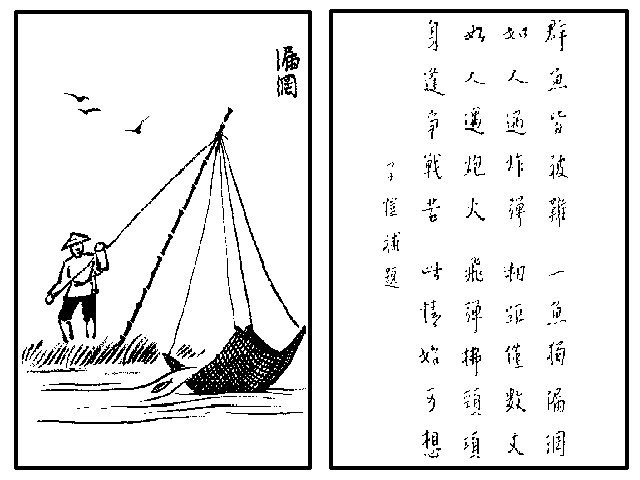 漏網
群魚皆被難 一魚獨漏網
如人遇炸彈 相距僅數丈
如人遇炮火 飛彈拂頭項
身逢爭戰苦 此情始可想
子愷補題